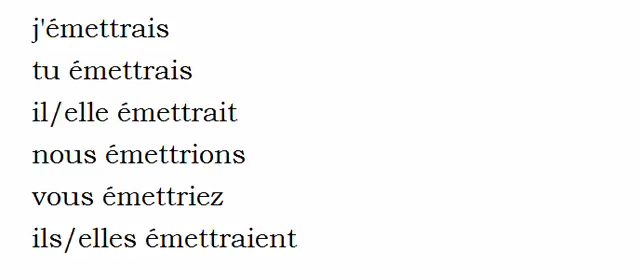 j'émettrais
tu émettrais
il/elle émettrait
nous émettrions
vous émettriez
ils/elles émettraient